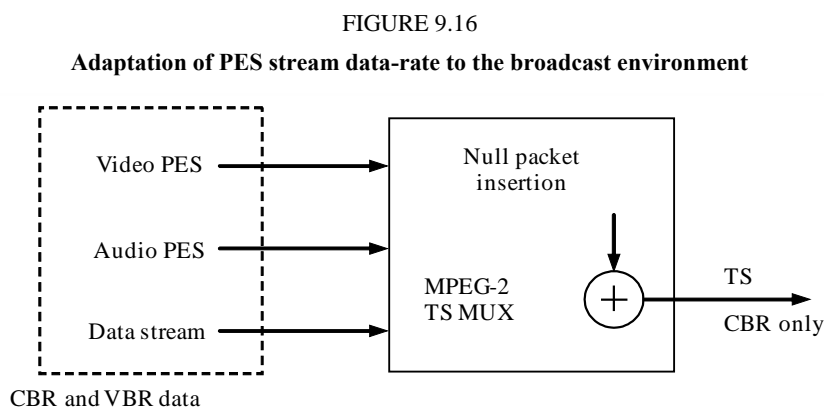 FIGURE 9.16
Adaptation of PES stream data-rate to the broadcast environment
Video PES
Audio PES
Data stream
CBR and VBR data
Null packet
insertion
MPEG-2
TS MUX
+
TS
CBR only